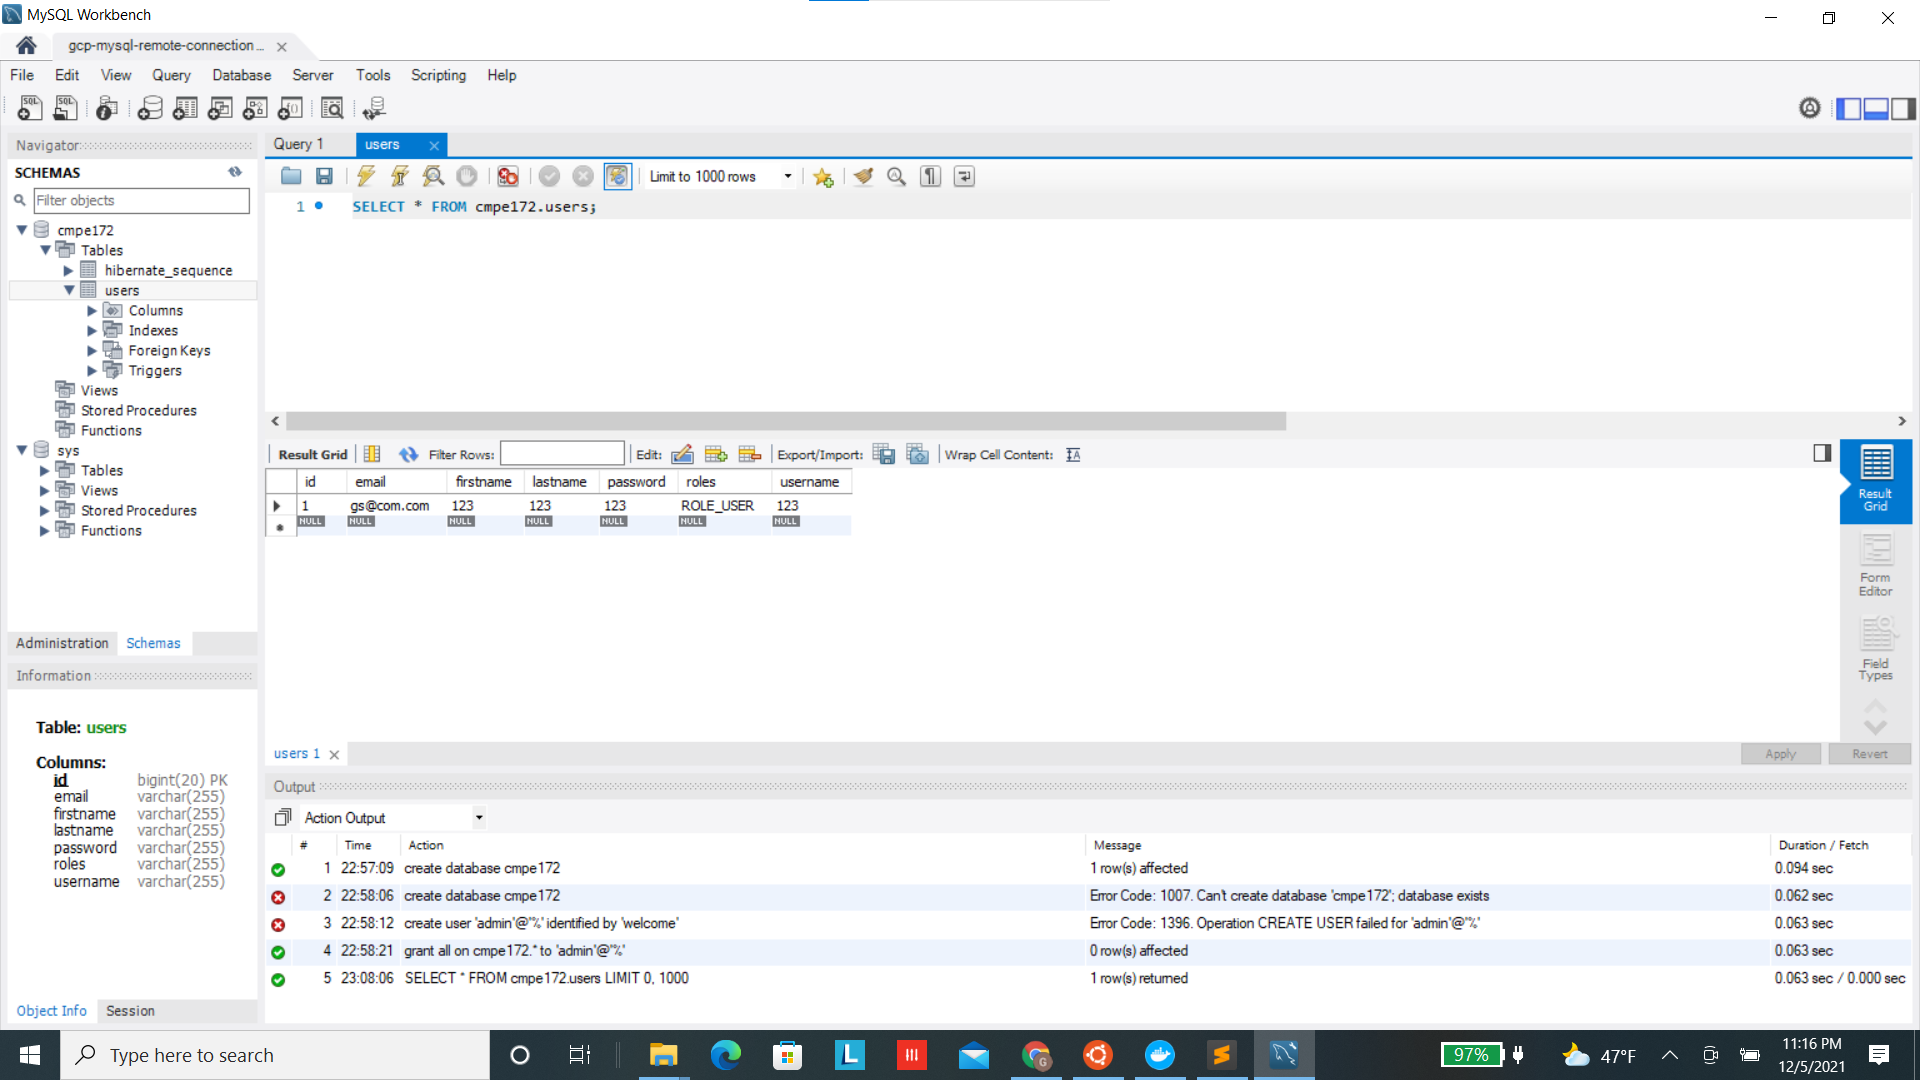 MySQL Workbench
gcp-mysql-remote-connection ...
File Edit View Query Database Server Tools Scripting Help
Navigator
SCHEMAS
Filter objects
cmpe172
Tables
hibernate_sequence
users
Columns
Indexes
Foreign Keys
Triggers
Views
Stored Procedures
Functions
sys
Tables
Views
Stored Procedures
Functions
Administration Schemas
Information
Table: users
Columns:
id bigint(20) PK
email varchar(255)
firstname varchar(255)
lastname varchar(255)
password varchar(255)
roles varchar(255)
username varchar(255)
Object Info Session
Query 1 users
Limit to 1000 rows
1 SELECT * FROM cmpe172.users;
Result Grid Filter Rows: Edit: Export/Import: Wrap Cell Content:
id email firstname lastname password roles username
1 gs@com.com 123 123 123 ROLE_USER 123
NULL NULL NULL NULL NULL NULL NULL
Result Grid
Form Editor
Field Types
users 1
Apply Revert
Output
Action Output
# Time Action Message Duration / Fetch
1 22:57:09 create database cmpe172 1 row(s) affected 0.094 sec
2 22:58:06 create database cmpe172 Error Code: 1007. Can't create database 'cmpe172'; database exists 0.062 sec
3 22:58:12 create user 'admin'@'%' identified by 'welcome' Error Code: 1396. Operation CREATE USER failed for 'admin'@'%' 0.063 sec
4 22:58:21 grant all on cmpe172.* to 'admin'@'%' 0 row(s) affected 0.063 sec
5 23:08:06 SELECT * FROM cmpe172.users LIMIT 0, 1000 1 row(s) returned 0.063 sec / 0.000 sec
Type here to search
97%
47°F
11:16 PM
12/5/2021